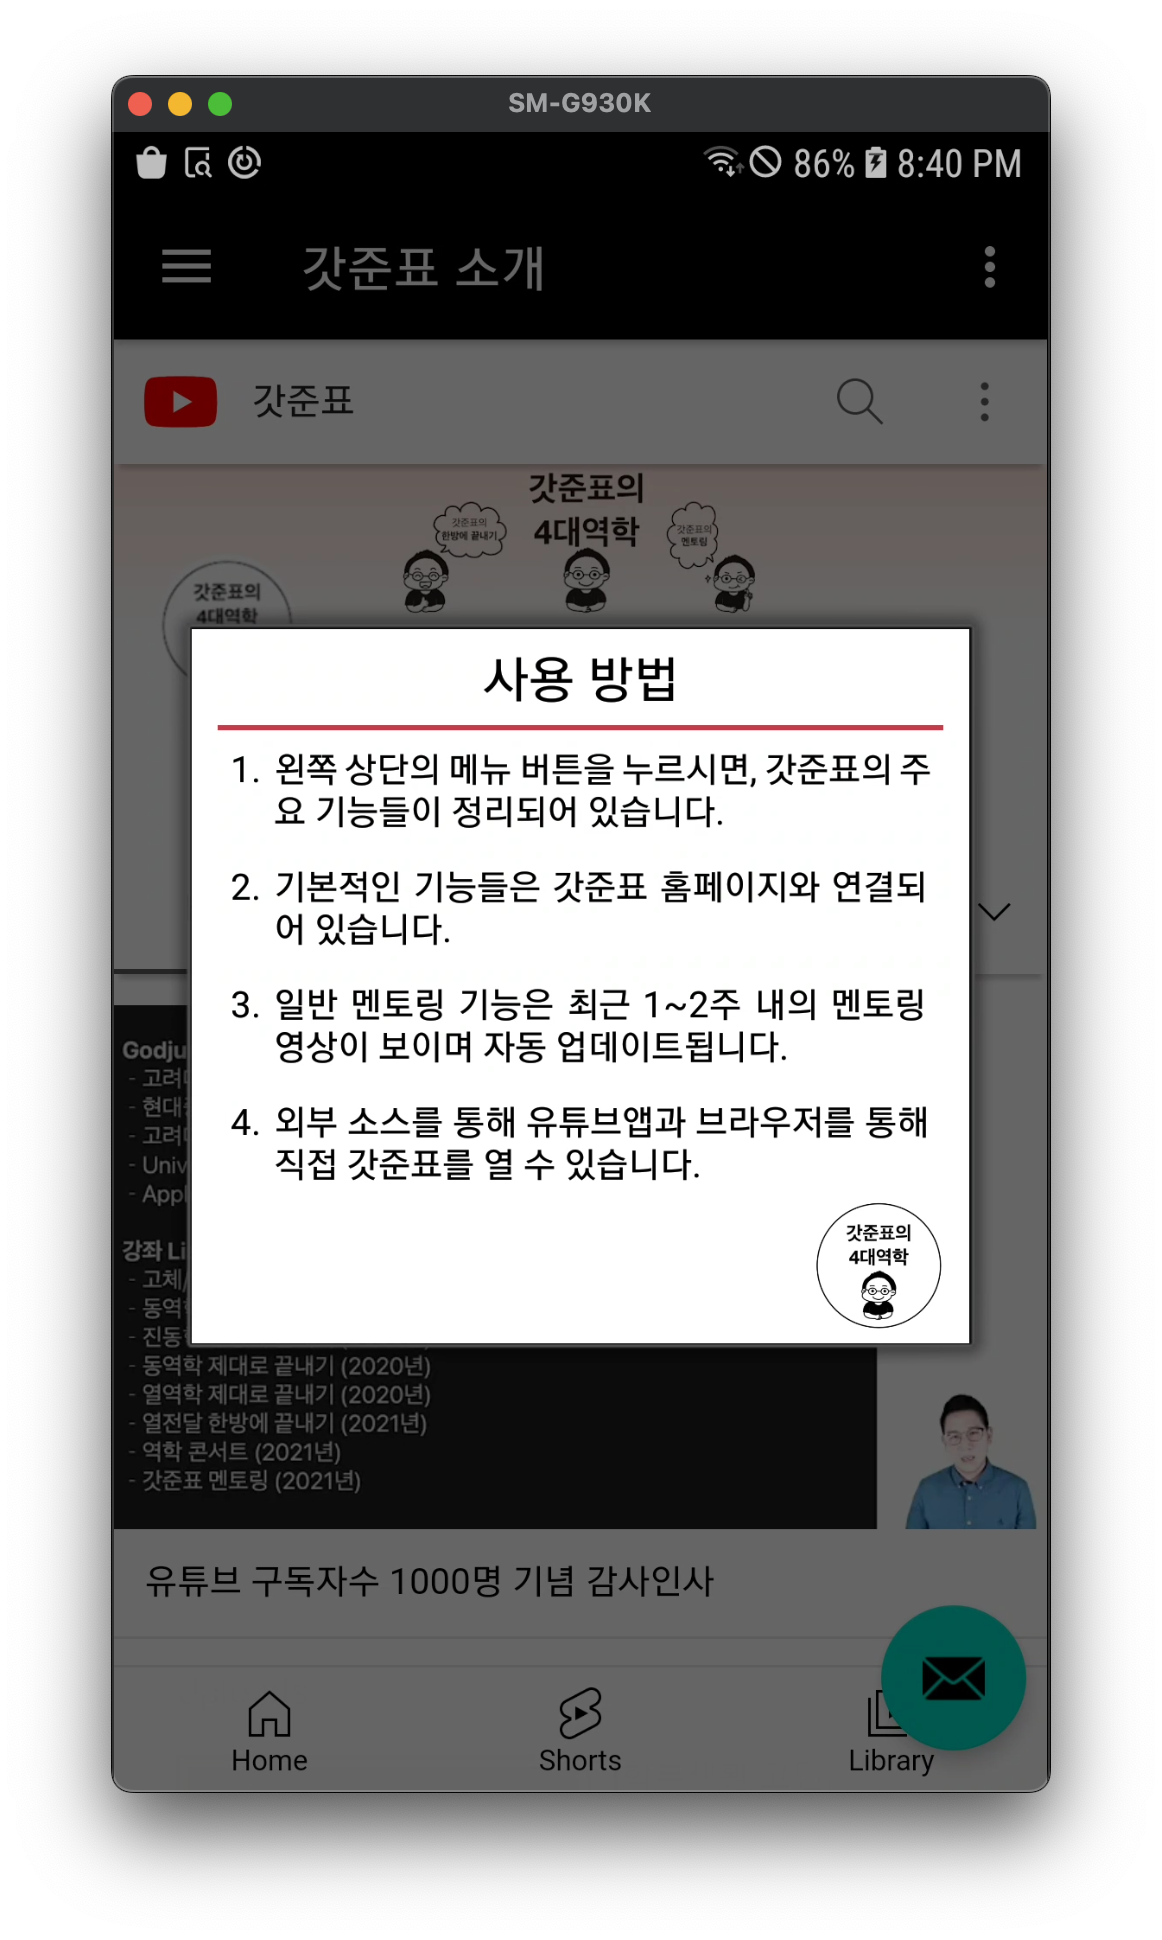 SM-G930K
86% 8:40 PM
갓준표 소개
갓준표
갓준표의
4대역학
갓준표의
한방에 끝내기
갓준표의
멘토링
갓준표의
4대역학
사용 방법
1. 왼쪽 상단의 메뉴 버튼을 누르시면, 갓준표의 주
요 기능들이 정리되어 있습니다.
2. 기본적인 기능들은 갓준표 홈페이지와 연결되
어 있습니다.
3. 일반 멘토링 기능은 최근 1~2주 내의 멘토링
영상이 보이며 자동 업데이트됩니다.
4. 외부 소스를 통해 유튜브앱과 브라우저를 통해
직접 갓준표를 열 수 있습니다.
갓준표의
4대역학
Godju
- 고려
- 현대
- 고려
- Univ
- Appl
강좌 Li
- 고체/
- 동역
- 진동
- 동역학 제대로 끝내기 (2020년)
- 열역학 제대로 끝내기 (2020년)
- 열전달 한방에 끝내기 (2021년)
- 역학 콘서트 (2021년)
- 갓준표 멘토링 (2021년)
유튜브 구독자수 1000명 기념 감사인사
Home
Shorts
Library